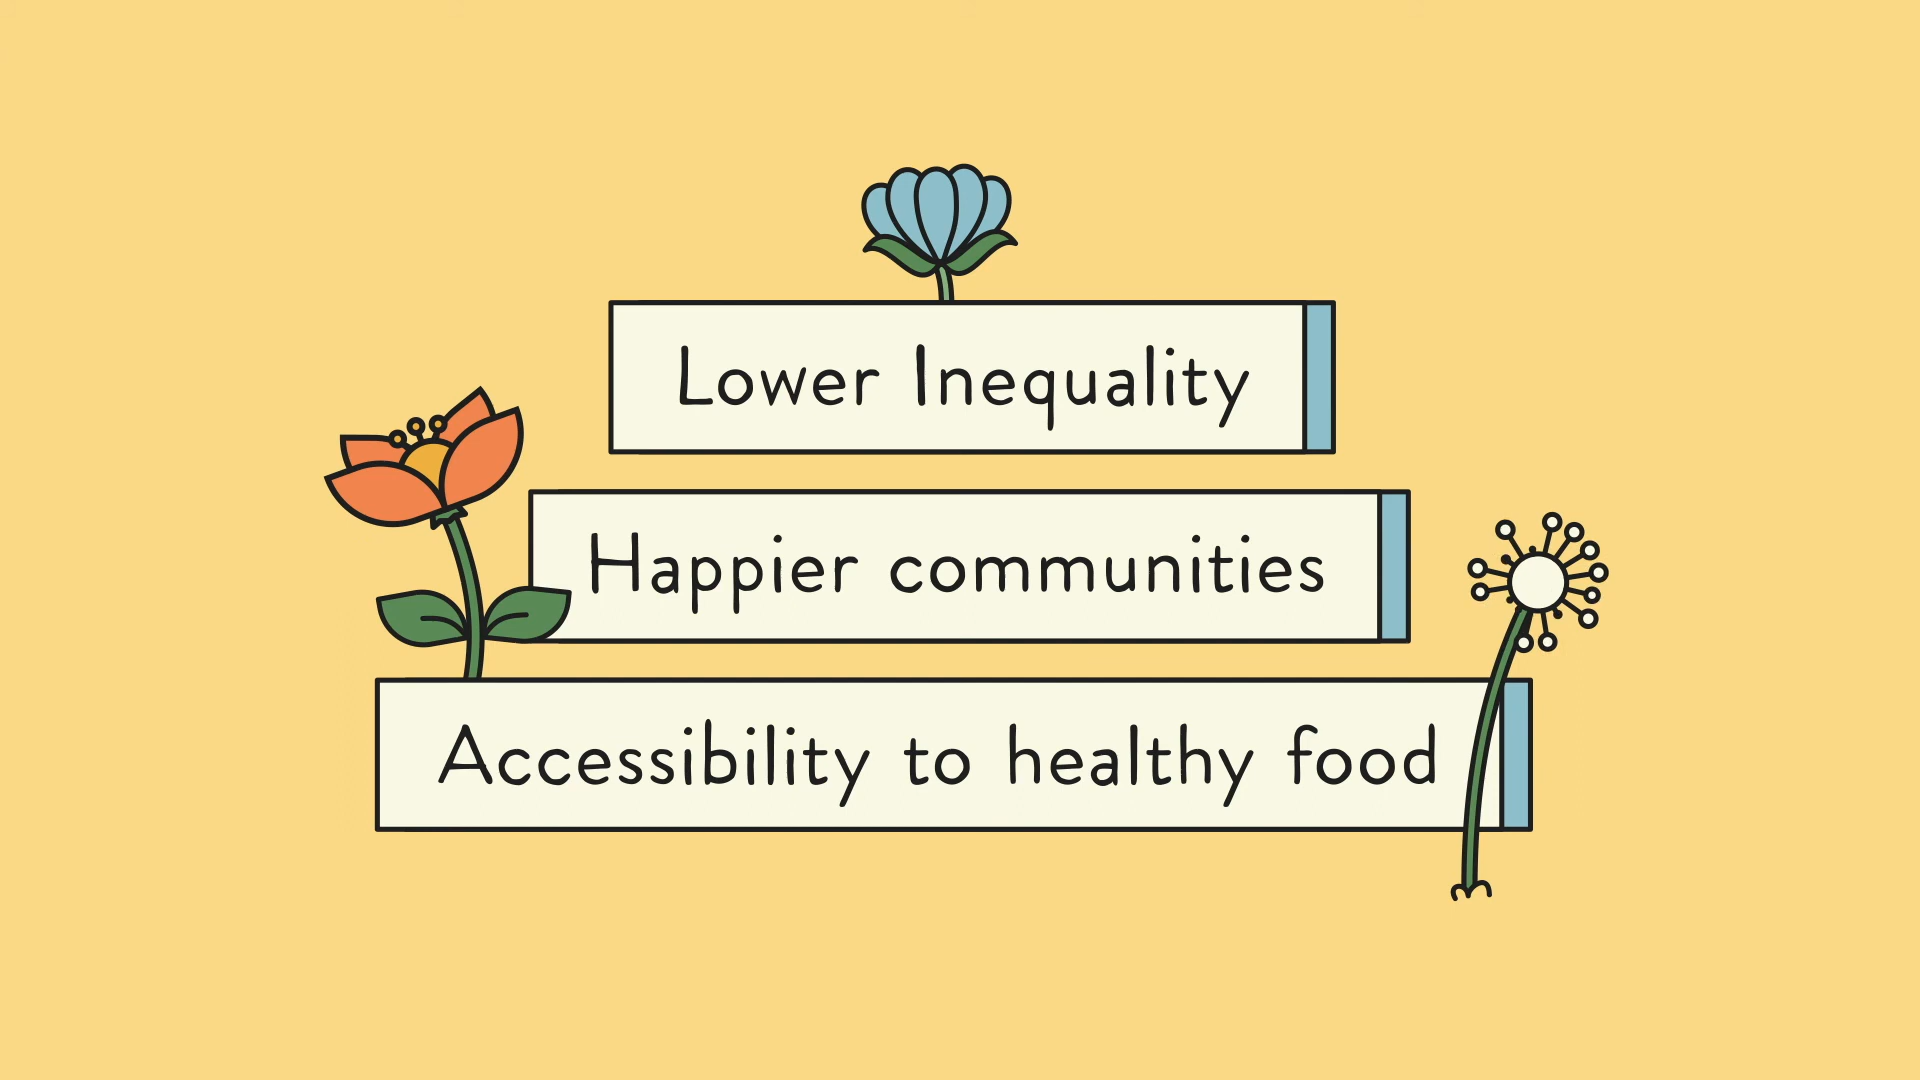 Lower Inequality
Happier communities
Accessibility to healthy food